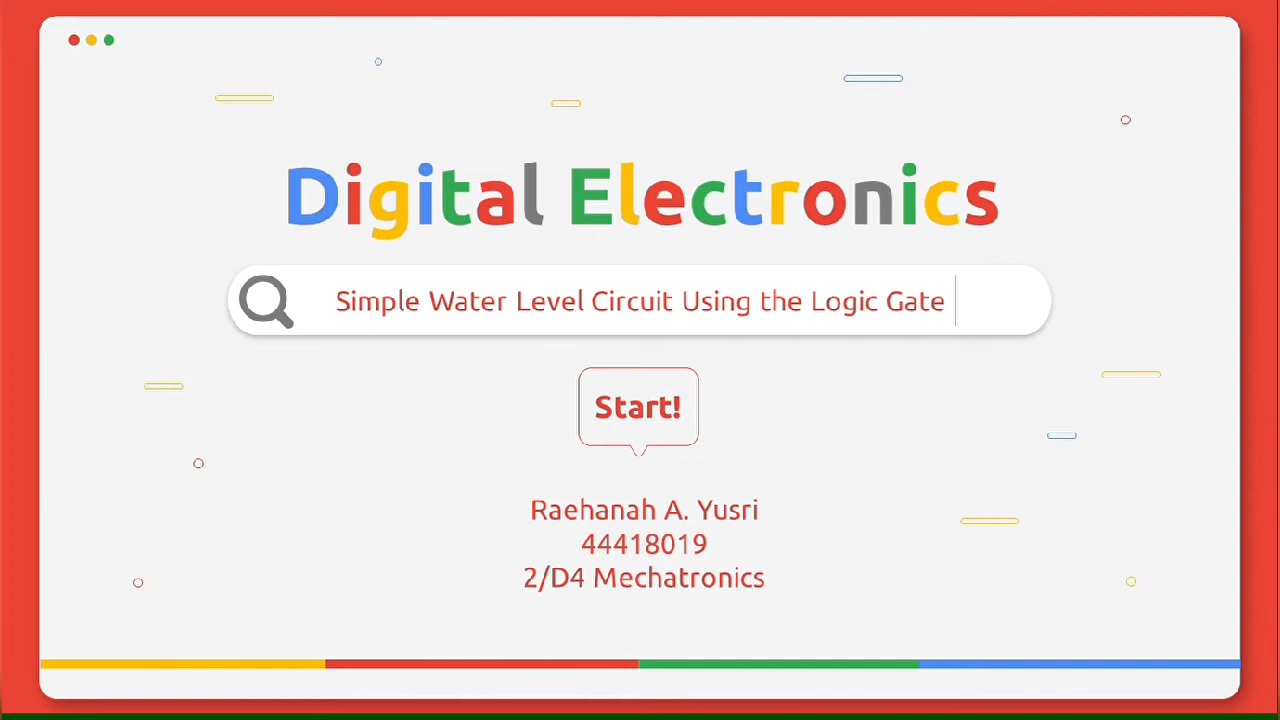 Digital Electronics
Simple Water Level Circuit Using the Logic Gate
Start!
Raehanah A. Yusri
44418019
2/D4 Mechatronics